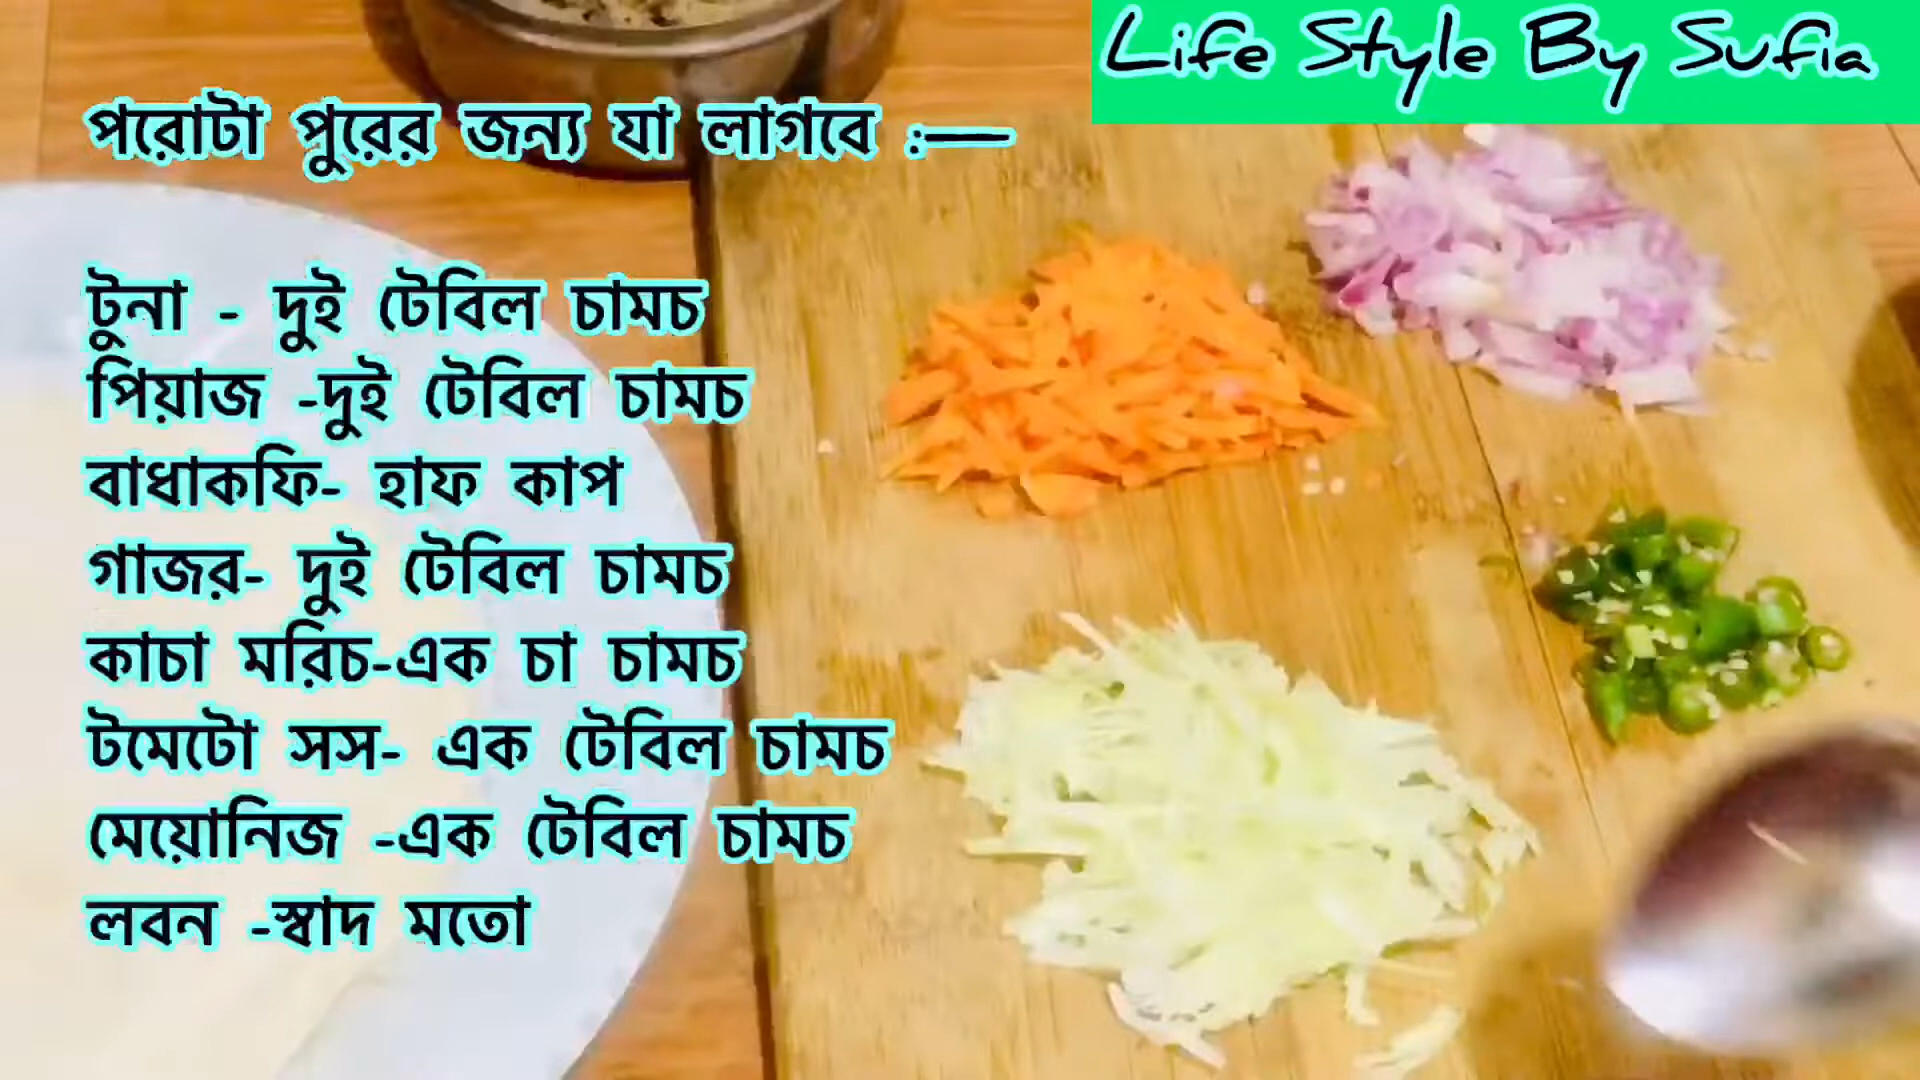 Life Style By Sufia
পরোটা পুরের জন্য যা লাগবে :—
টুনা - দুই টেবিল চামচ
পিয়াজ -দুই টেবিল চামচ
বাধাকফি- হাফ কাপ
গাজর- দুই টেবিল চামচ
কাচা মরিচ-এক চা চামচ
টমেটো সস- এক টেবিল চামচ
মেয়োনিজ -এক টেবিল চামচ
লবন -স্বাদ মতো